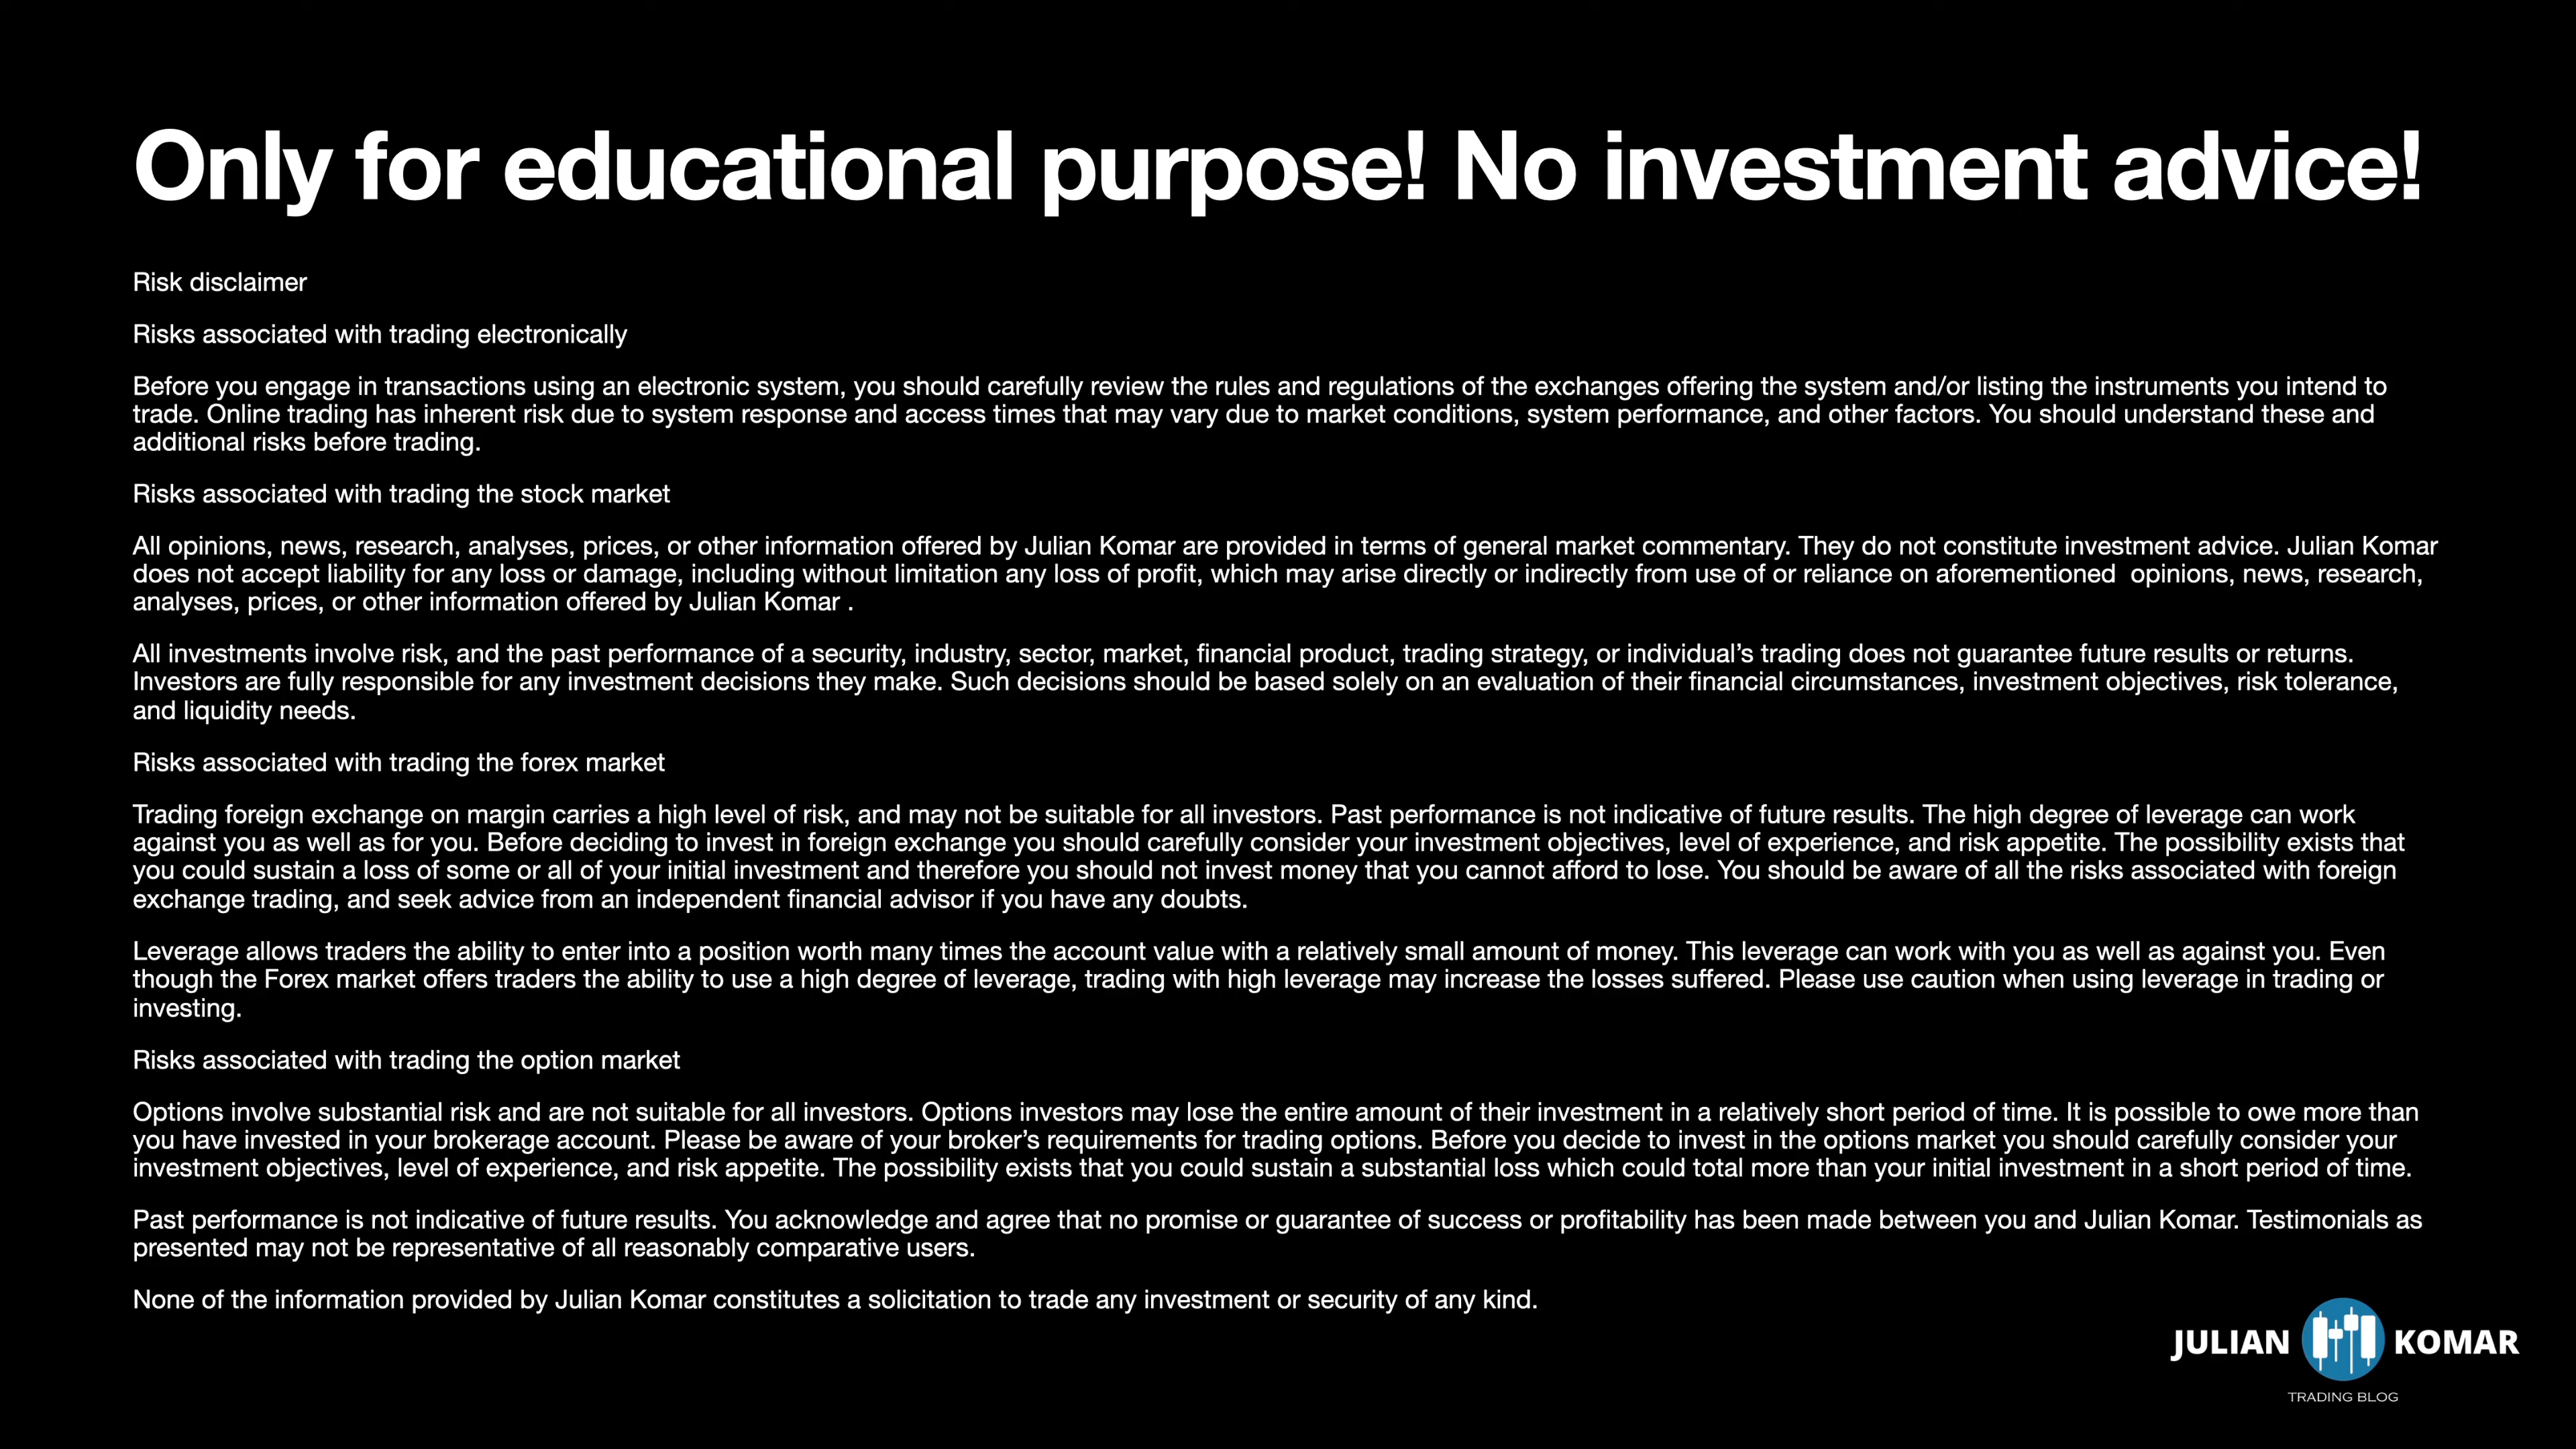 Only for educational purpose! No investment advice!
Risk disclaimer
Risks associated with trading electronically
Before you engage in transactions using an electronic system, you should carefully review the rules and regulations of the exchanges offering the system and/or listing the instruments you intend to
trade. Online trading has inherent risk due to system response and access times that may vary due to market conditions, system performance, and other factors. You should understand these and
additional risks before trading.
Risks associated with trading the stock market
All opinions, news, research, analyses, prices, or other information offered by Julian Komar are provided in terms of general market commentary. They do not constitute investment advice. Julian Komar
does not accept liability for any loss or damage, including without limitation any loss of profit, which may arise directly or indirectly from use of or reliance on aforementioned  opinions, news, research,
analyses, prices, or other information offered by Julian Komar .
All investments involve risk, and the past performance of a security, industry, sector, market, financial product, trading strategy, or individual’s trading does not guarantee future results or returns.
Investors are fully responsible for any investment decisions they make. Such decisions should be based solely on an evaluation of their financial circumstances, investment objectives, risk tolerance,
and liquidity needs.
Risks associated with trading the forex market
Trading foreign exchange on margin carries a high level of risk, and may not be suitable for all investors. Past performance is not indicative of future results. The high degree of leverage can work
against you as well as for you. Before deciding to invest in foreign exchange you should carefully consider your investment objectives, level of experience, and risk appetite. The possibility exists that
you could sustain a loss of some or all of your initial investment and therefore you should not invest money that you cannot afford to lose. You should be aware of all the risks associated with foreign
exchange trading, and seek advice from an independent financial advisor if you have any doubts.
Leverage allows traders the ability to enter into a position worth many times the account value with a relatively small amount of money. This leverage can work with you as well as against you. Even
though the Forex market offers traders the ability to use a high degree of leverage, trading with high leverage may increase the losses suffered. Please use caution when using leverage in trading or
investing.
Risks associated with trading the option market
Options involve substantial risk and are not suitable for all investors. Options investors may lose the entire amount of their investment in a relatively short period of time. It is possible to owe more than
you have invested in your brokerage account. Please be aware of your broker’s requirements for trading options. Before you decide to invest in the options market you should carefully consider your
investment objectives, level of experience, and risk appetite. The possibility exists that you could sustain a substantial loss which could total more than your initial investment in a short period of time.
Past performance is not indicative of future results. You acknowledge and agree that no promise or guarantee of success or profitability has been made between you and Julian Komar. Testimonials as
presented may not be representative of all reasonably comparative users.
None of the information provided by Julian Komar constitutes a solicitation to trade any investment or security of any kind.
JULIAN KOMAR
TRADING BLOG